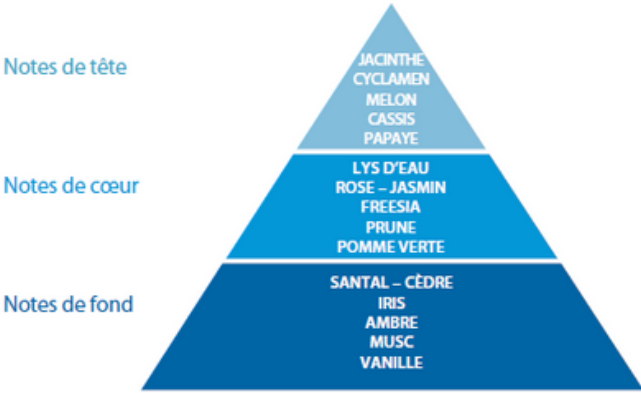 Notes de tête
JACINTHE
CYCLAMEN
MELON
CASSIS
PAPAYE
Notes de cœur
LYS D'EAU
ROSE – JASMIN
FREESIA
PRUNE
POMME VERTE
Notes de fond
SANTAL – CÈDRE
IRIS
AMBRE
MUSC
VANILLE